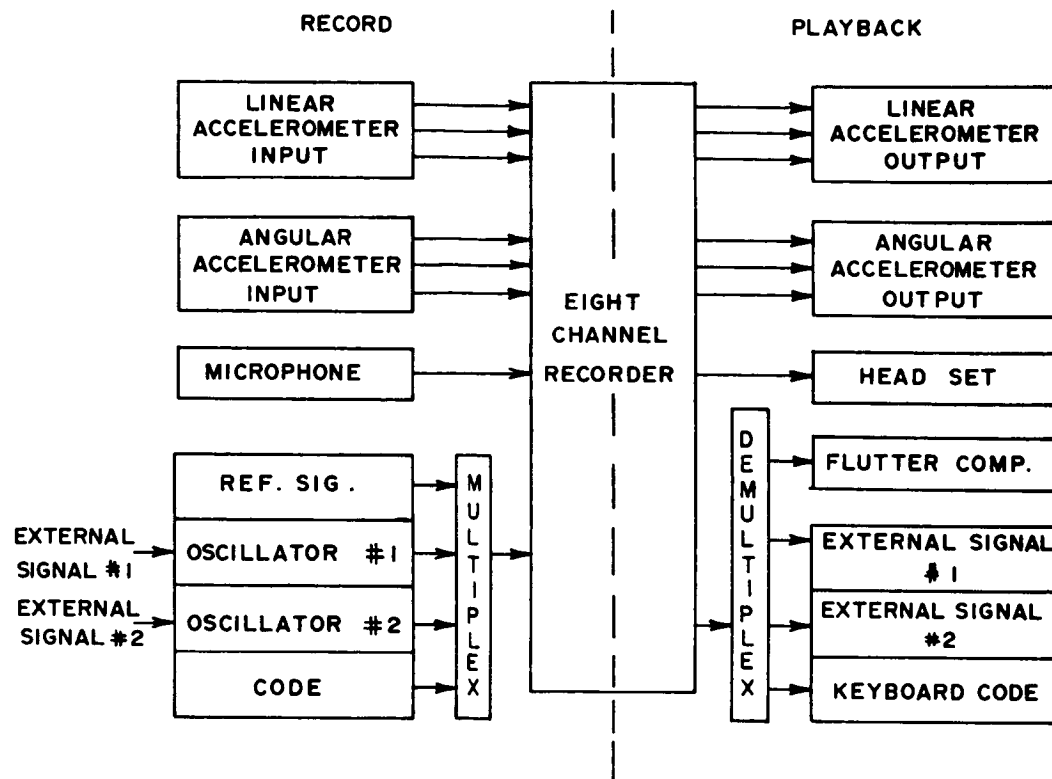 RECORD
PLAYBACK
LINEAR
ACCELEROMETER
INPUT
ANGULAR
ACCELEROMETER
INPUT
MICROPHONE
REF. SIG.
EXTERNAL
SIGNAL #1
OSCILLATOR #1
EXTERNAL
SIGNAL #2
OSCILLATOR #2
CODE
MULTIPLEX
EIGHT
CHANNEL
RECORDER
LINEAR
ACCELEROMETER
OUTPUT
ANGULAR
ACCELEROMETER
OUTPUT
HEAD SET
DEMULTIPLEX
FLUTTER COMP.
EXTERNAL SIGNAL
#1
EXTERNAL SIGNAL
#2
KEYBOARD CODE